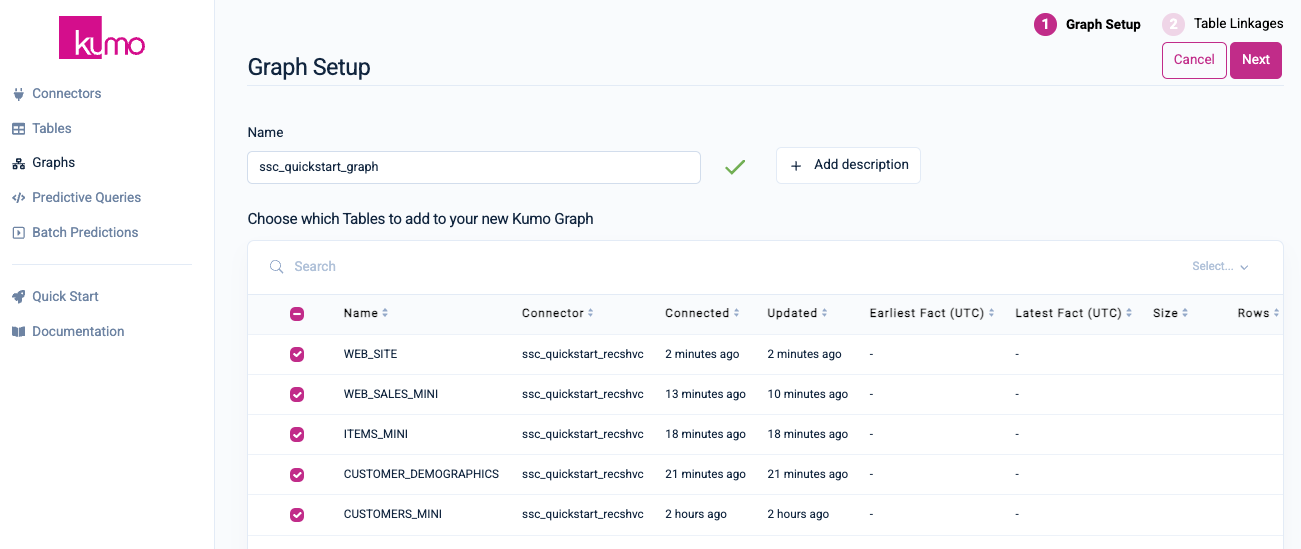 kumo
1 Graph Setup 2 Table Linkages
Graph Setup
Cancel Next
Connectors
Tables
Graphs
Predictive Queries
Batch Predictions
Quick Start
Documentation
Name
ssc_quickstart_graph
+ Add description
Choose which Tables to add to your new Kumo Graph
Search Select...
Name Connector Connected Updated Earliest Fact (UTC) Latest Fact (UTC) Size Rows
WEB_SITE ssc_quickstart_recshvc 2 minutes ago 2 minutes ago - -
WEB_SALES_MINI ssc_quickstart_recshvc 13 minutes ago 10 minutes ago - -
ITEMS_MINI ssc_quickstart_recshvc 18 minutes ago 18 minutes ago - -
CUSTOMER_DEMOGRAPHICS ssc_quickstart_recshvc 21 minutes ago 21 minutes ago - -
CUSTOMERS_MINI ssc_quickstart_recshvc 2 hours ago 2 hours ago - -